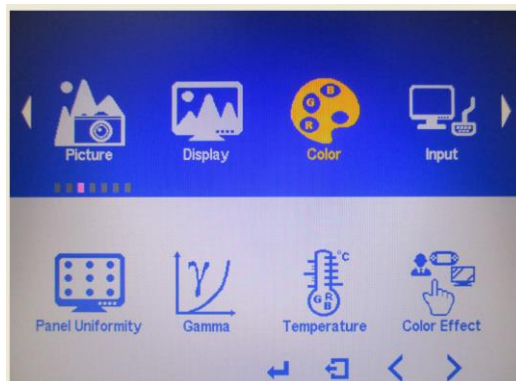 Picture Display Color Input
B
G
R
Panel Uniformity Gamma Temperature Color Effect
γ
°C
G R
B